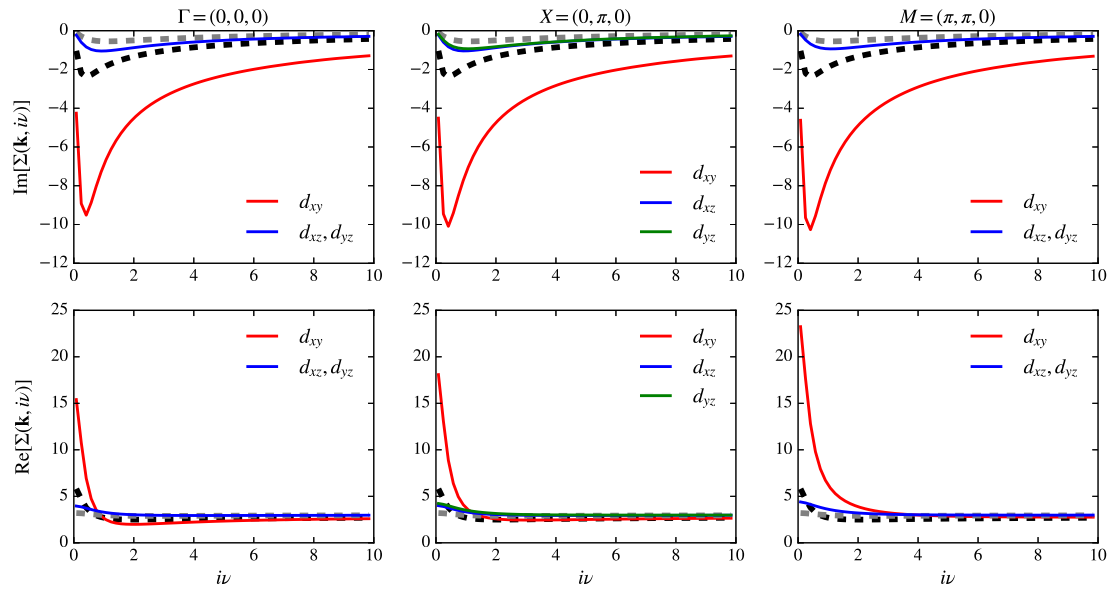 Γ = (0, 0, 0)
X = (0, π, 0)
M = (π, π, 0)
Im[Σ(k, iν)]
0
−2
−4
−6
−8
−10
−12
0 2 4 6 8 10
d_xy
d_xz, d_yz
0
−2
−4
−6
−8
−10
−12
0 2 4 6 8 10
d_xy
d_xz
d_yz
0
−2
−4
−6
−8
−10
−12
0 2 4 6 8 10
d_xy
d_xz, d_yz
Re[Σ(k, iν)]
25
20
15
10
5
0
0 2 4 6 8 10
d_xy
d_xz, d_yz
iν
25
20
15
10
5
0
0 2 4 6 8 10
d_xy
d_xz
d_yz
iν
25
20
15
10
5
0
0 2 4 6 8 10
d_xy
d_xz, d_yz
iν